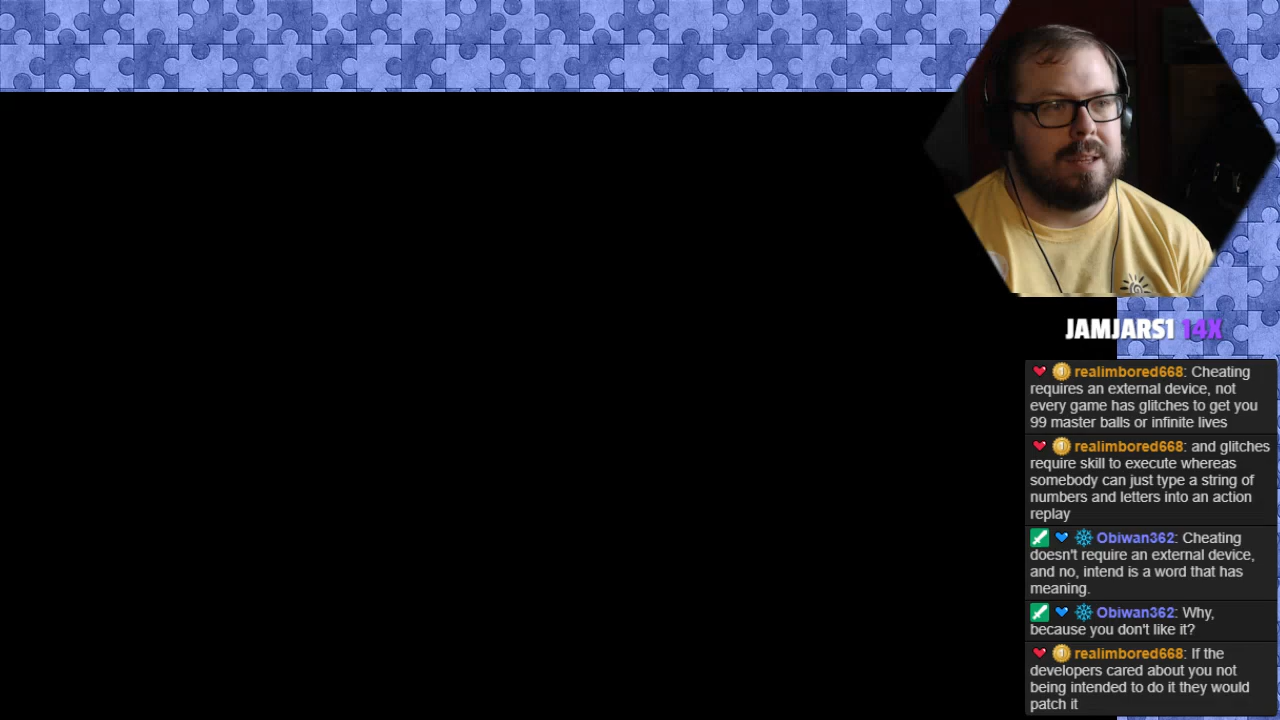 JAMJARS1 14X
realimbored668: Cheating
requires an external device, not
every game has glitches to get you
99 master balls or infinite lives
realimbored668: and glitches
require skill to execute whereas
somebody can just type a string of
numbers and letters into an action
replay
Obiwan362: Cheating
doesn't require an external device,
and no, intend is a word that has
meaning.
Obiwan362: Why,
because you don't like it?
realimbored668: If the
developers cared about you not
being intended to do it they would
patch it